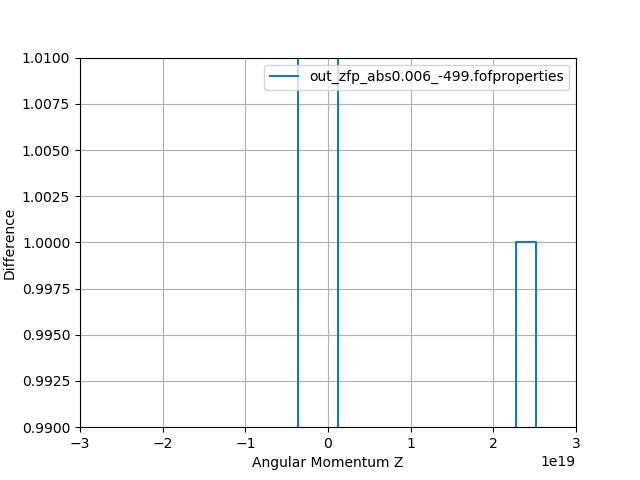 out_zfp_abs0.006_-499.fofproperties
1.0100
1.0075
1.0050
1.0025
1.0000
0.9975
0.9950
0.9925
0.9900
Difference
−3 −2 −1 0 1 2 3
Angular Momentum Z
1e19